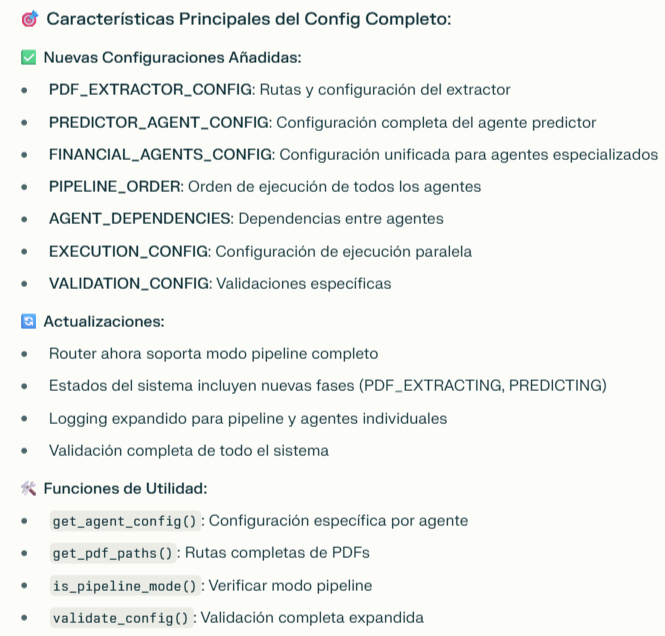 🎯 Características Principales del Config Completo:
✅ Nuevas Configuraciones Añadidas:
• PDF_EXTRACTOR_CONFIG: Rutas y configuración del extractor
• PREDICTOR_AGENT_CONFIG: Configuración completa del agente predictor
• FINANCIAL_AGENTS_CONFIG: Configuración unificada para agentes especializados
• PIPELINE_ORDER: Orden de ejecución de todos los agentes
• AGENT_DEPENDENCIES: Dependencias entre agentes
• EXECUTION_CONFIG: Configuración de ejecución paralela
• VALIDATION_CONFIG: Validaciones específicas
🔄 Actualizaciones:
• Router ahora soporta modo pipeline completo
• Estados del sistema incluyen nuevas fases (PDF_EXTRACTING, PREDICTING)
• Logging expandido para pipeline y agentes individuales
• Validación completa de todo el sistema
🛠️ Funciones de Utilidad:
• get_agent_config(): Configuración específica por agente
• get_pdf_paths(): Rutas completas de PDFs
• is_pipeline_mode(): Verificar modo pipeline
• validate_config(): Validación completa expandida